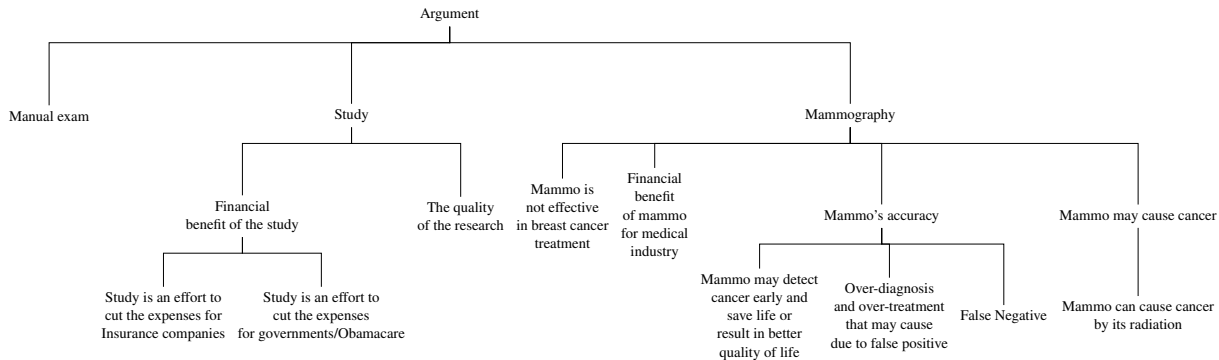 Argument
Manual exam
Study
Mammography
Financial
benefit of the study
The quality
of the research
Mammo is
not effective
in breast cancer
treatment
Financial
benefit
of mammo
for medical
industry
Mammo's accuracy
Mammo may cause cancer
Study is an effort to
cut the expenses for
Insurance companies
Study is an effort to
cut the expenses
for governments/Obamacare
Mammo may detect
cancer early and
save life or
result in better
quality of life
Over-diagnosis
and over-treatment
that may cause
due to false positive
False Negative
Mammo can cause cancer
by its radiation